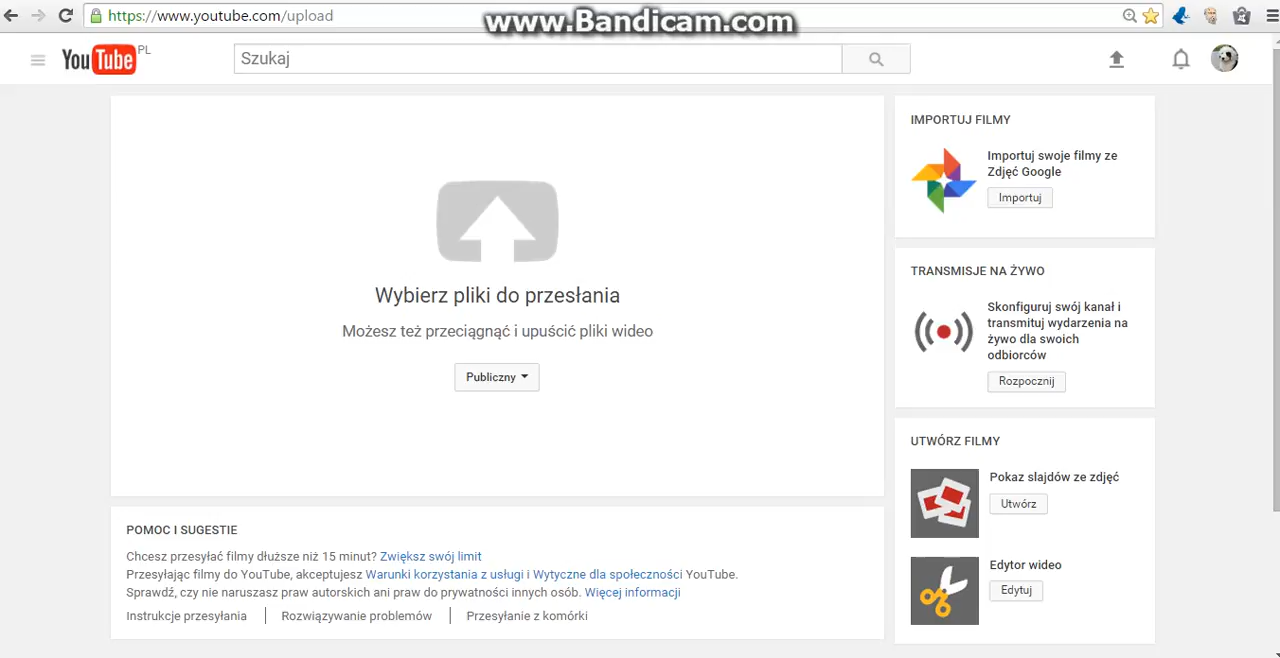 https://www.youtube.com/upload
www.Bandicam.com
YouTube PL
Szukaj
Wybierz pliki do przesłania
Możesz też przeciągnąć i upuścić pliki wideo
Publiczny
POMOC I SUGESTIE
Chcesz przesyłać filmy dłuższe niż 15 minut? Zwiększ swój limit
Przesyłając filmy do YouTube, akceptujesz Warunki korzystania z usługi i Wytyczne dla społeczności YouTube.
Sprawdź, czy nie naruszasz praw autorskich ani praw do prywatności innych osób. Więcej informacji
Instrukcje przesyłania
Rozwiązywanie problemów
Przesyłanie z komórki
IMPORTUJ FILMY
Importuj swoje filmy ze
Zdjęć Google
Importuj
TRANSMISJE NA ŻYWO
Skonfiguruj swój kanał i
transmituj wydarzenia na
żywo dla swoich
odbiorców
Rozpocznij
UTWÓRZ FILMY
Pokaz slajdów ze zdjęć
Utwórz
Edytor wideo
Edytuj